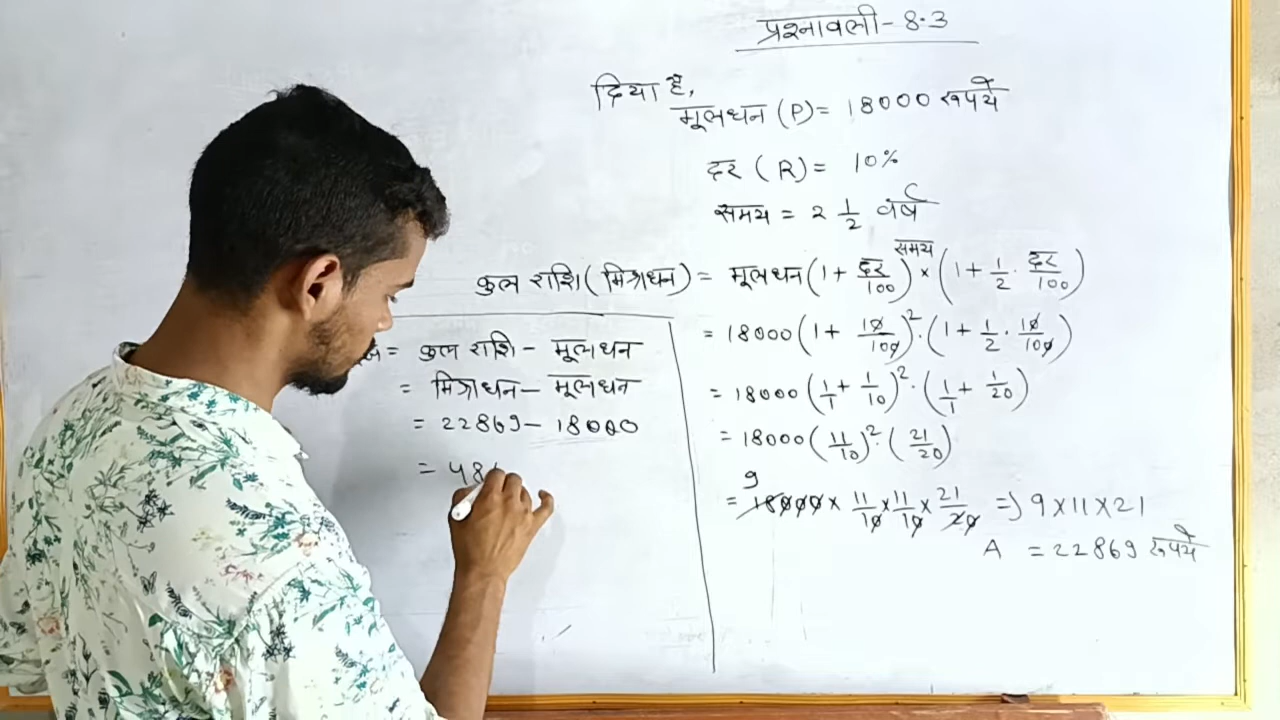 प्रश्नावली - 8.3
दिया है,
मूलधन (P) = 18000 रूपये
दर (R) = 10%
समय = 2 1/2 वर्ष
कुल राशि (मिश्रधन) = मूलधन (1 + दर/100)^समय × (1 + 1/2 · दर/100)
= 18000 (1 + 10/100)² · (1 + 1/2 · 10/100)
= 18000 (1/1 + 1/10)² · (1/1 + 1/20)
= 18000 (11/10)² · (21/20)
9
= 18000 × 11/10 × 11/10 × 21/20 => 9 × 11 × 21
A = 22869 रूपये
= कुल राशि - मूलधन
= मिश्रधन - मूलधन
= 22869 - 18000
= 48